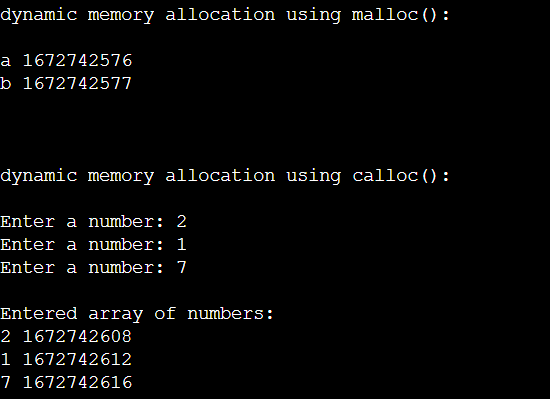 dynamic memory allocation using malloc():
a 1672742576
b 1672742577
dynamic memory allocation using calloc():
Enter a number: 2
Enter a number: 1
Enter a number: 7
Entered array of numbers:
2 1672742608
1 1672742612
7 1672742616